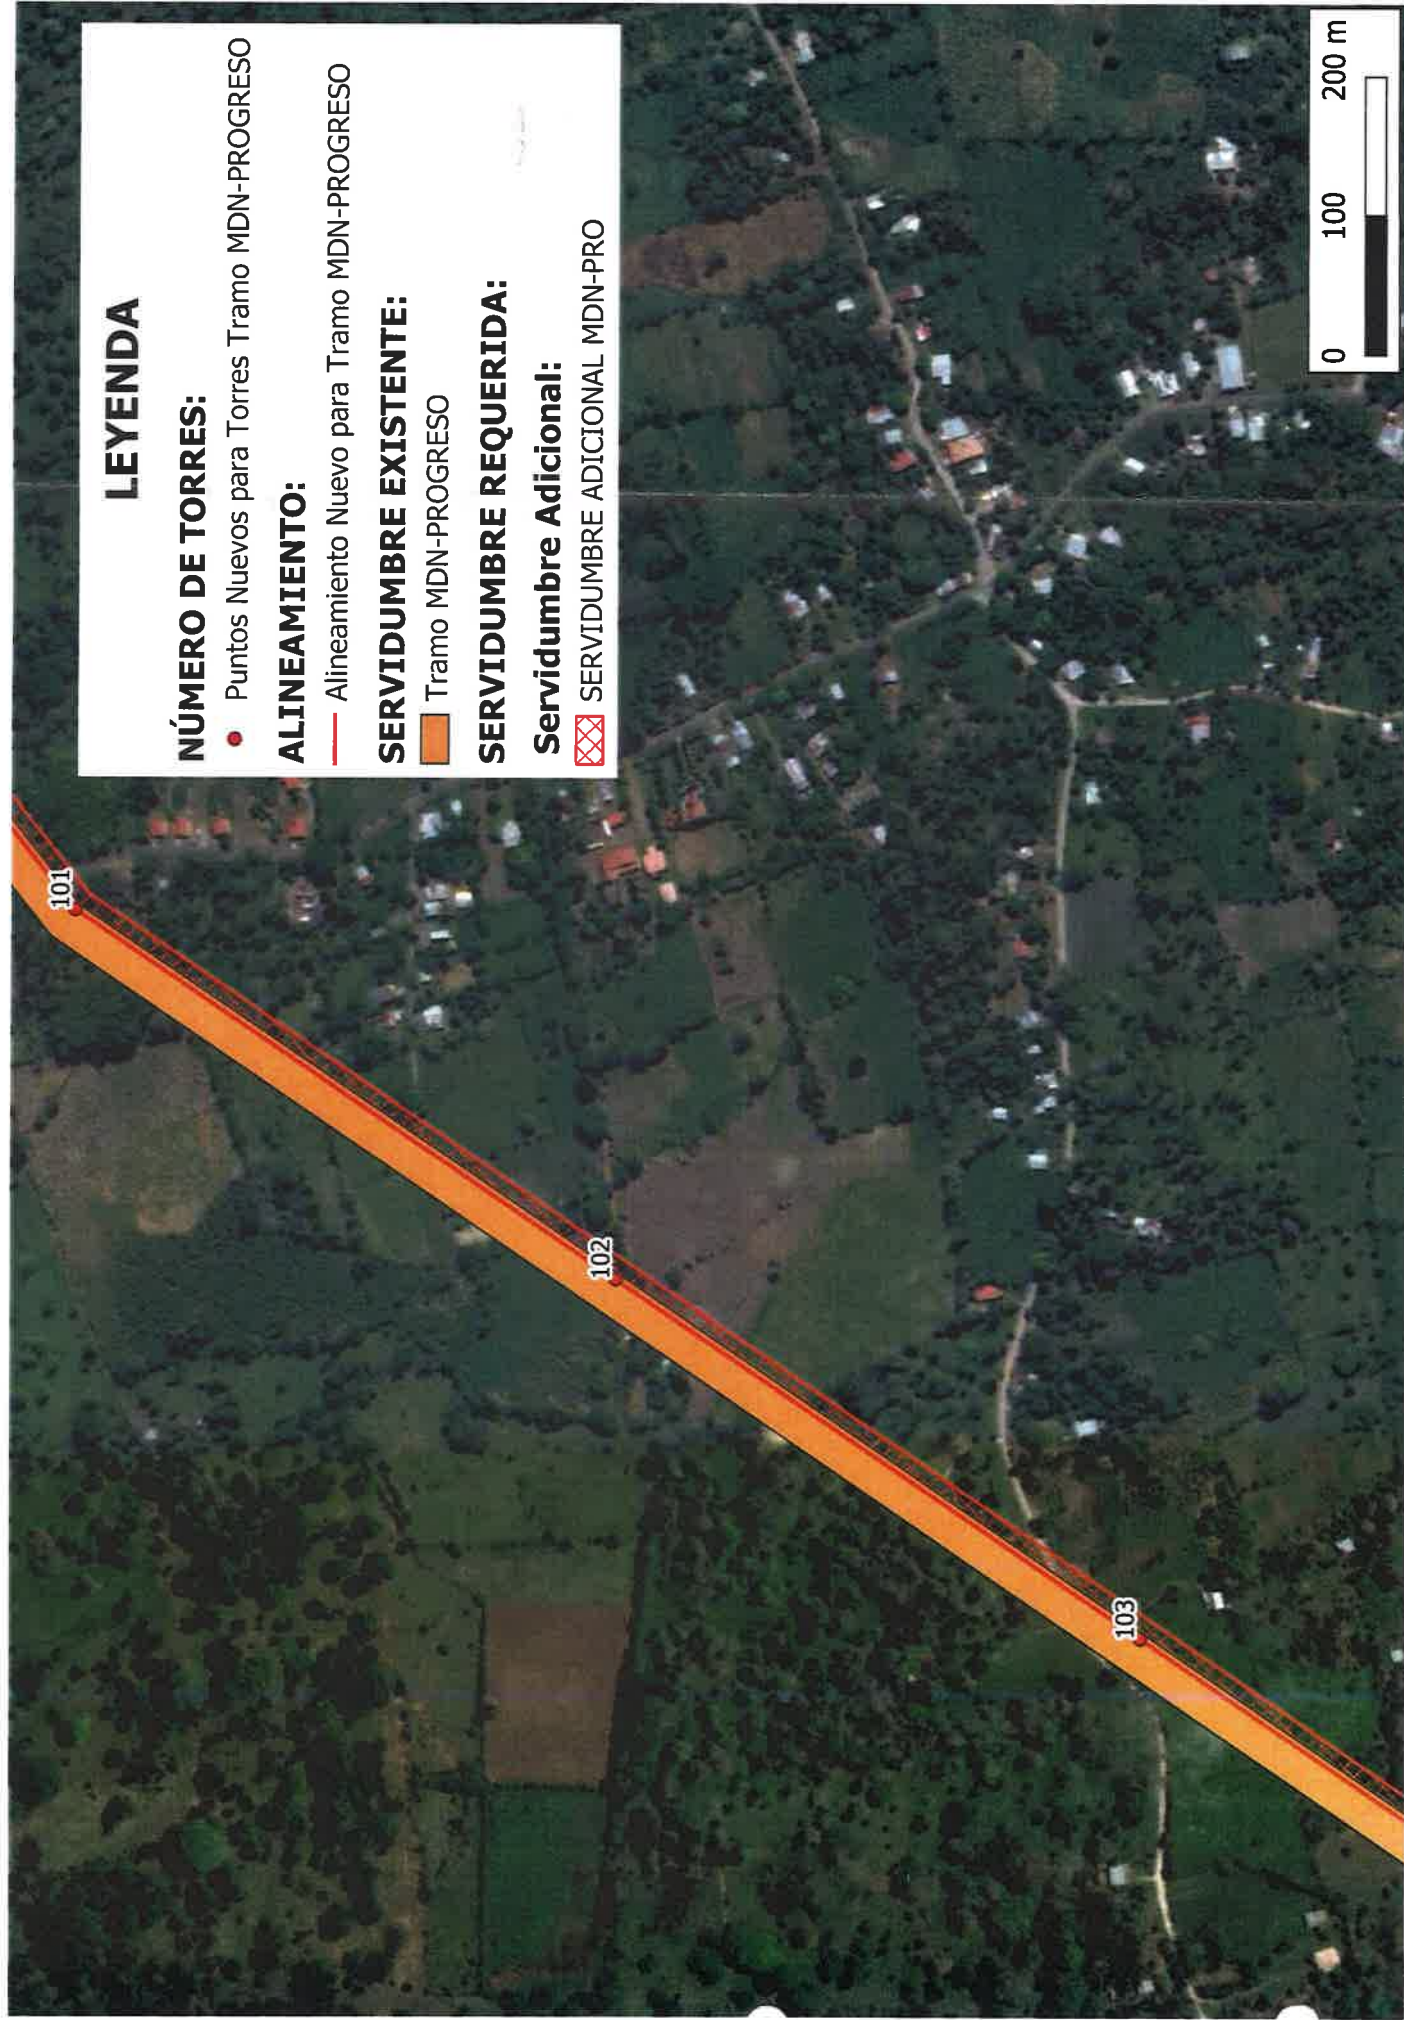 LEYENDA
NÚMERO DE TORRES:
Puntos Nuevos para Torres Tramo MDN-PROGRESO
ALINEAMIENTO:
Alineamiento Nuevo para Tramo MDN-PROGRESO
SERVIDUMBRE EXISTENTE:
Tramo MDN-PROGRESO
SERVIDUMBRE REQUERIDA:
Servidumbre Adicional:
SERVIDUMBRE ADICIONAL MDN-PRO
101
102
103
0 100 200 m